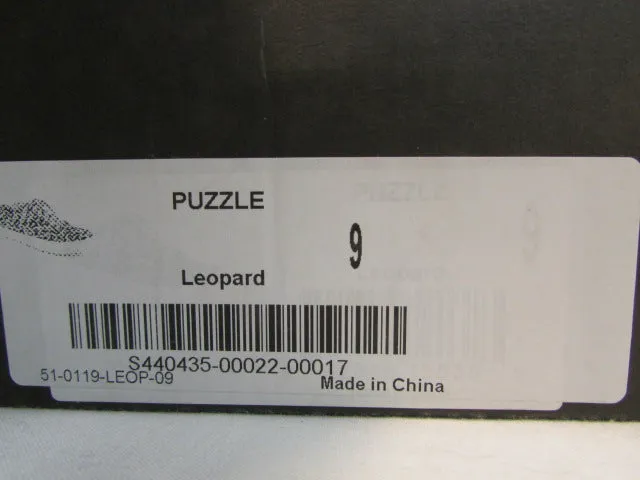 PUZZLE
9
Leopard
S440435-00022-00017
51-0119-LEOP-09
Made in China